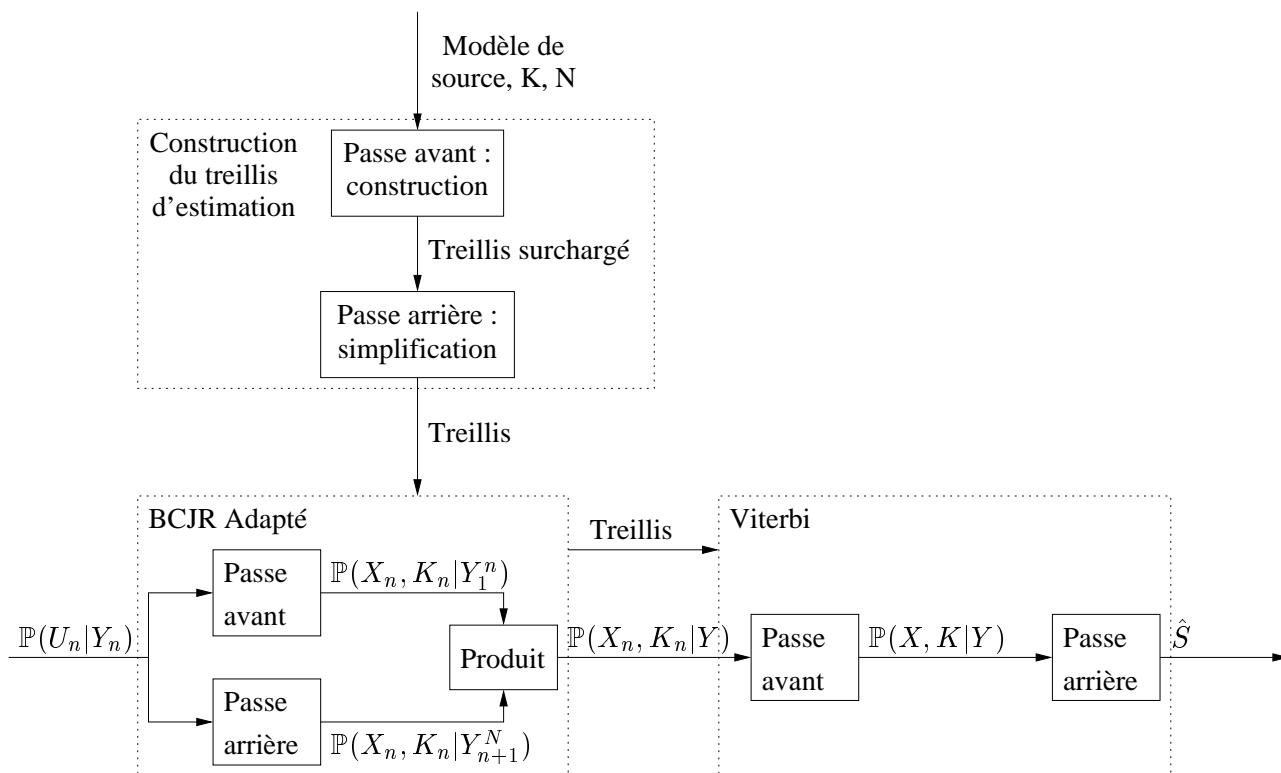 Modèle de
source, K, N
Construction
du treillis
d’estimation
Passe avant :
construction
Treillis surchargé
Passe arrière :
simplification
Treillis
BCJR Adapté
Treillis
Viterbi
Passe
avant
ℙ(X_n, K_n|Y_1^n)
ℙ(U_n|Y_n)
Produit
ℙ(X_n, K_n|Y)
Passe
avant
ℙ(X, K|Y)
Passe
arrière
Ŝ
Passe
arrière
ℙ(X_n, K_n|Y_{n+1}^N)